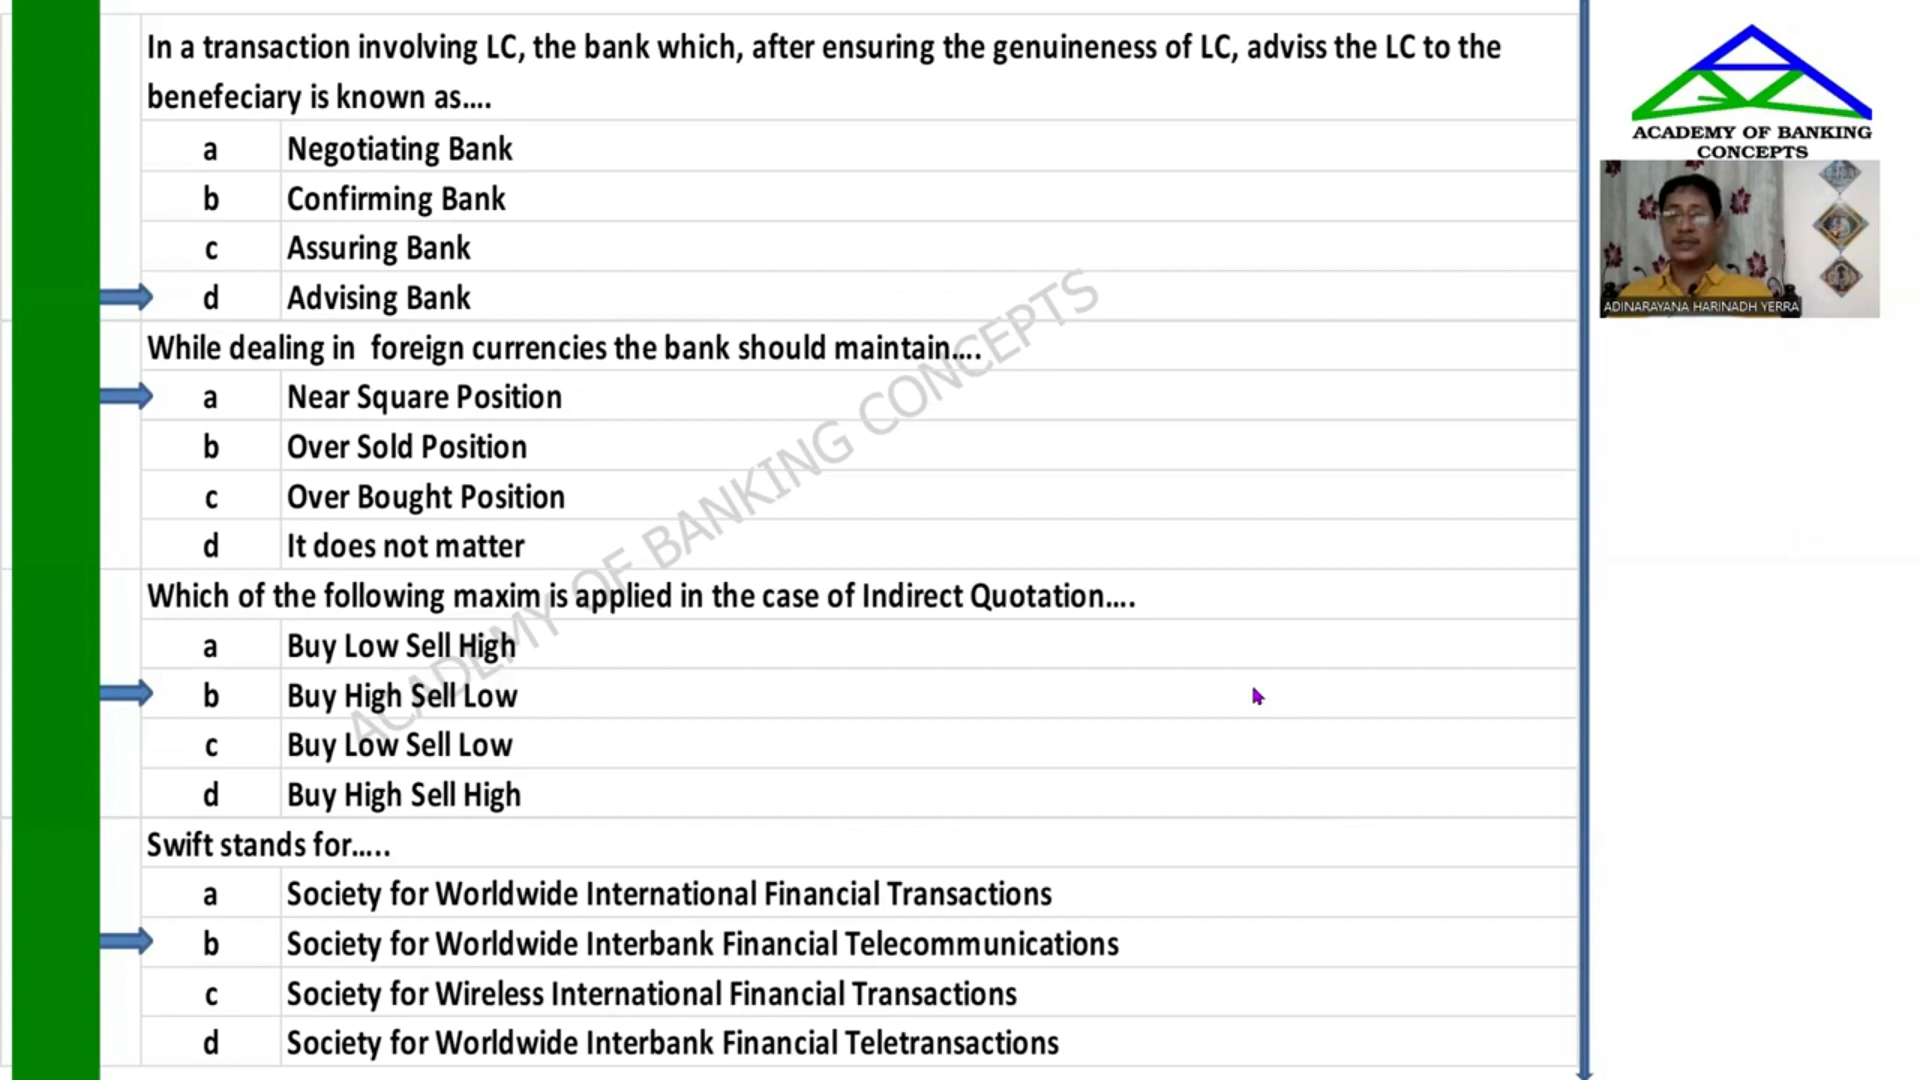 In a transaction involving LC, the bank which, after ensuring the genuineness of LC, adviss the LC to the
benefeciary is known as....
a Negotiating Bank
b Confirming Bank
c Assuring Bank
d Advising Bank
While dealing in foreign currencies the bank should maintain....
a Near Square Position
b Over Sold Position
c Over Bought Position
d It does not matter
Which of the following maxim is applied in the case of Indirect Quotation....
a Buy Low Sell High
b Buy High Sell Low
c Buy Low Sell Low
d Buy High Sell High
Swift stands for.....
a Society for Worldwide International Financial Transactions
b Society for Worldwide Interbank Financial Telecommunications
c Society for Wireless International Financial Transactions
d Society for Worldwide Interbank Financial Teletransactions
ACADEMY OF BANKING CONCEPTS
ACADEMY OF BANKING
CONCEPTS
ADINARAYANA HARINADH YERRA